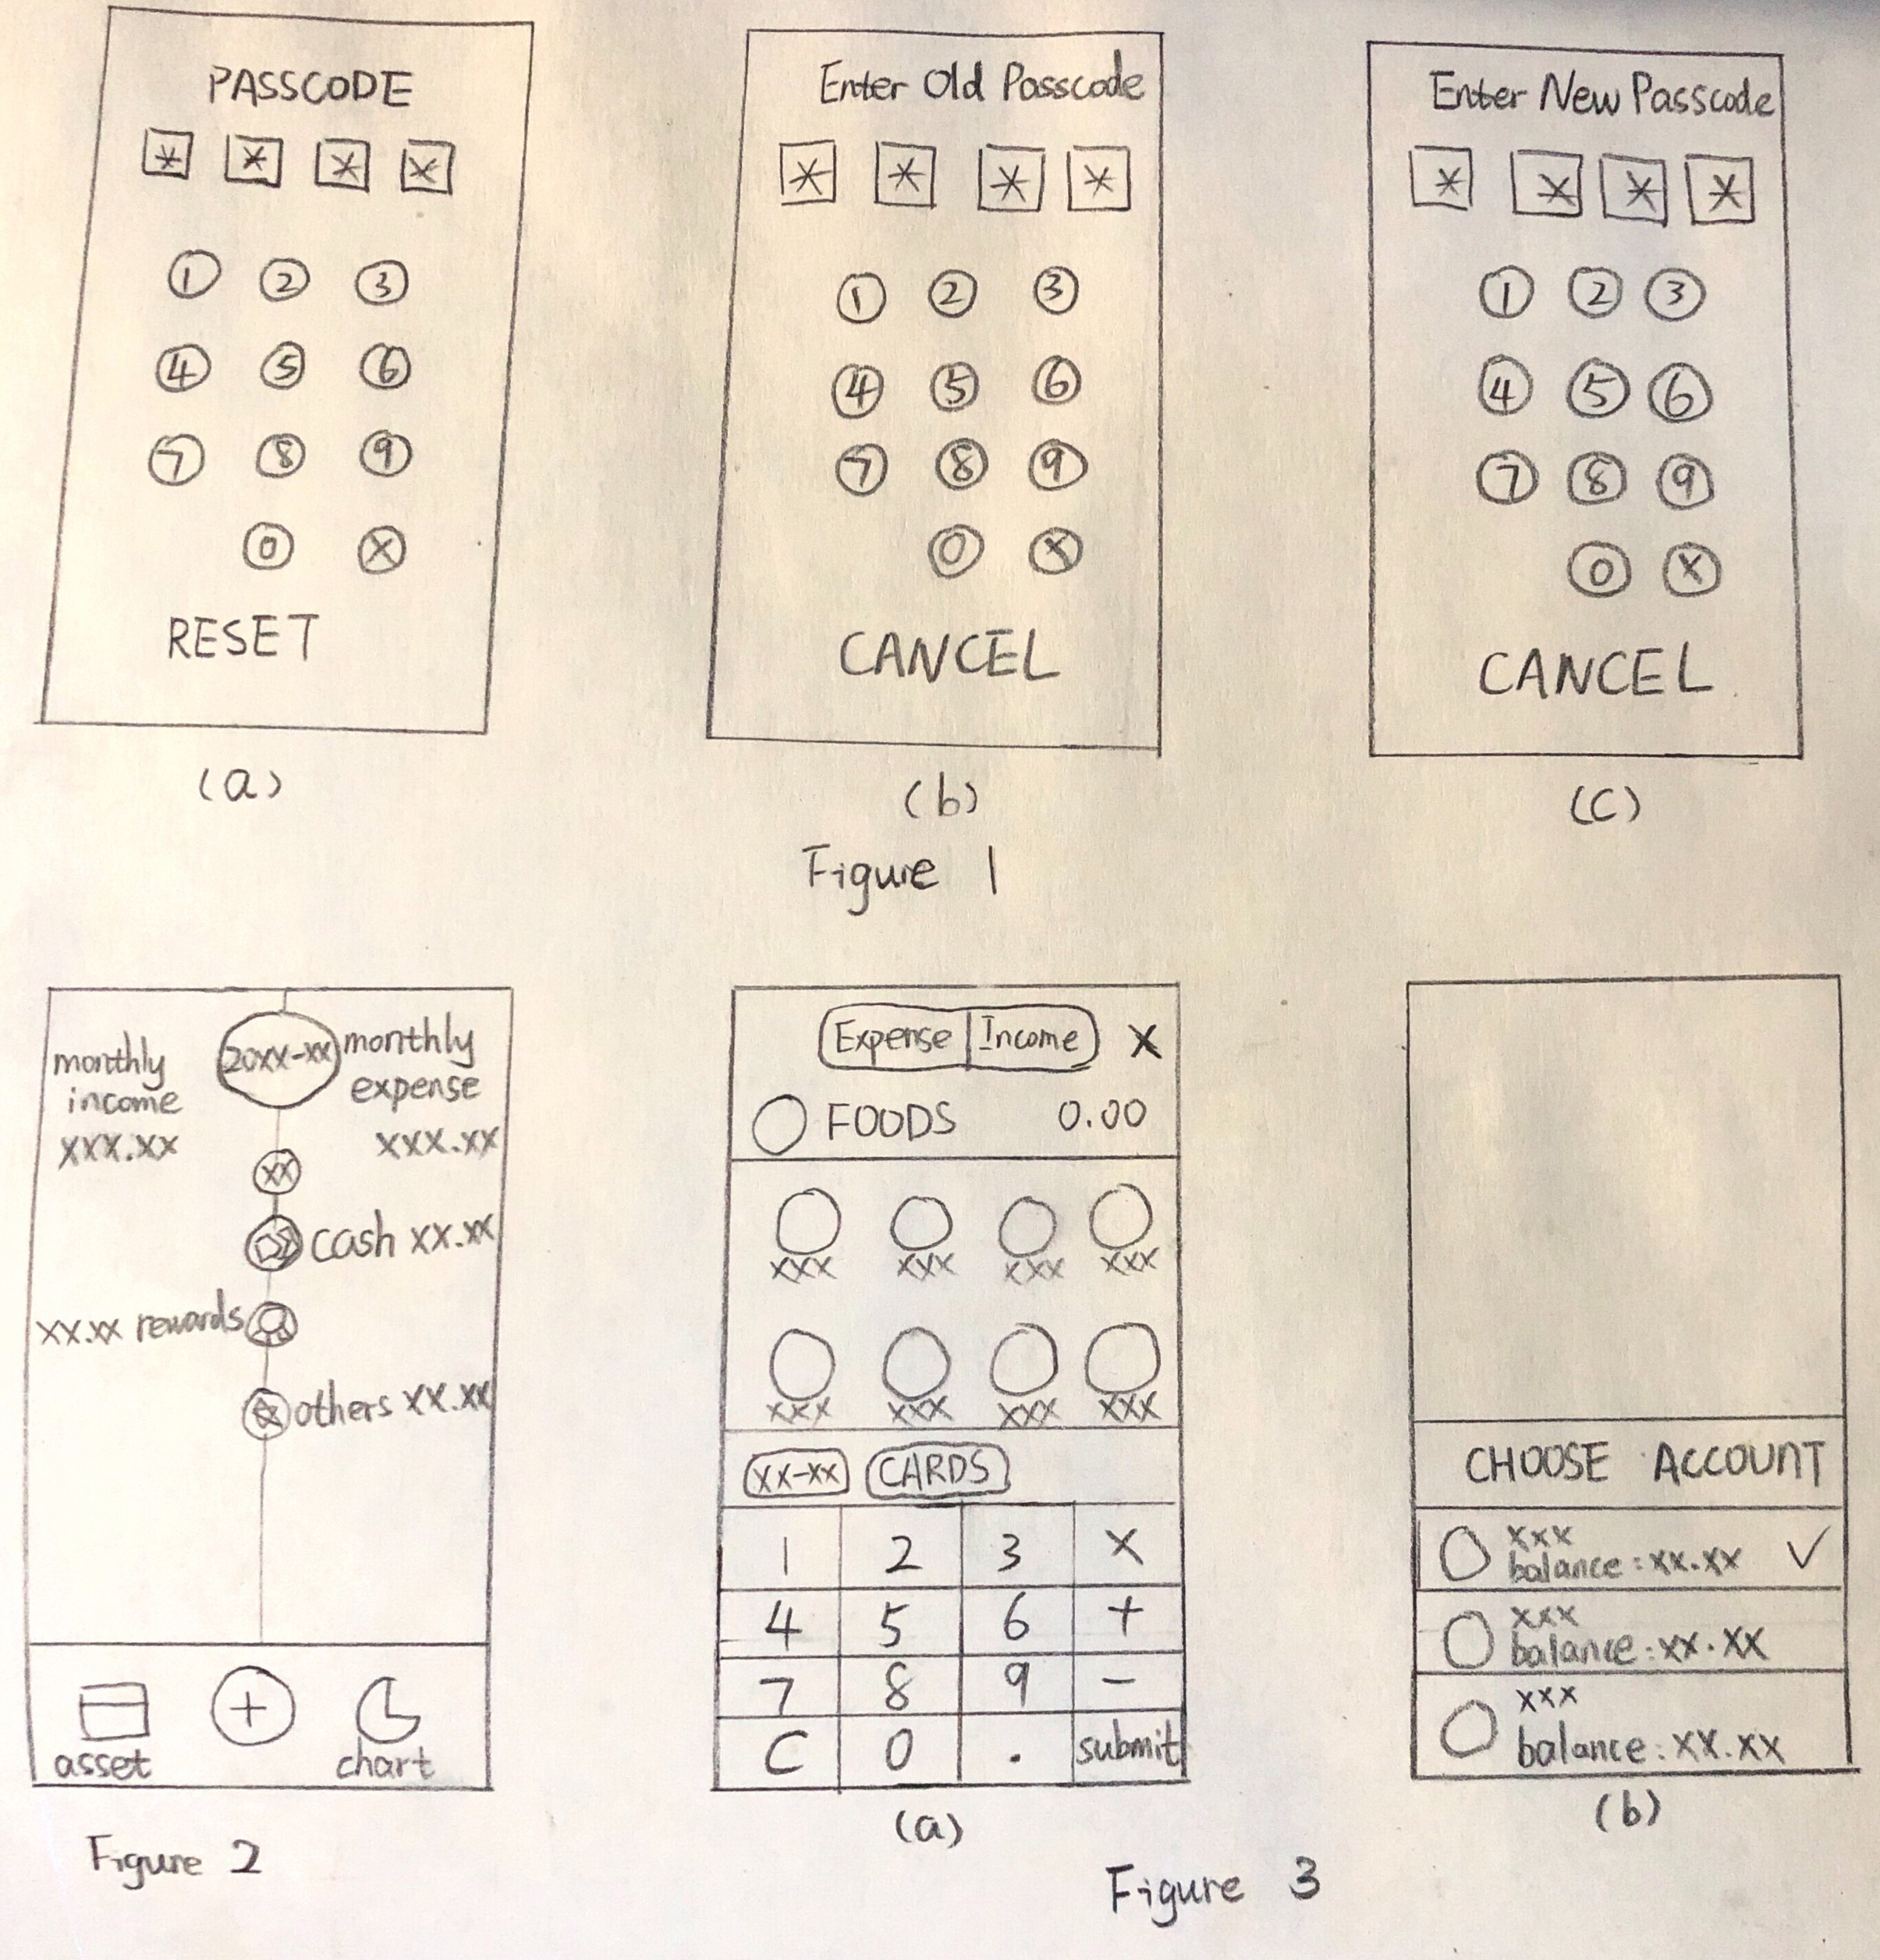 PASSCODE
* * * *
1 2 3
4 5 6
7 8 9
0 X
RESET
(a)
Enter Old Passcode
* * * *
1 2 3
4 5 6
7 8 9
0 X
CANCEL
(b)
Enter New Passcode
* * * *
1 2 3
4 5 6
7 8 9
0 X
CANCEL
(c)
Figure 1
monthly
income
xxx.xx
20xx-xx
monthly
expense
xxx.xx
xx
cash xx.xx
xx.xx rewards
others xx.xx
+
asset
chart
Figure 2
Expense | Income X
FOODS 0.00
xxx xxx xxx xxx
xxx xxx xxx xxx
xx-xx CARDS
1 2 3 X
4 5 6 +
7 8 9 -
C 0 . submit
(a)
CHOOSE ACCOUNT
xxx
balance: xx.xx ✓
xxx
balance: xx.xx
xxx
balance: xx.xx
(b)
Figure 3